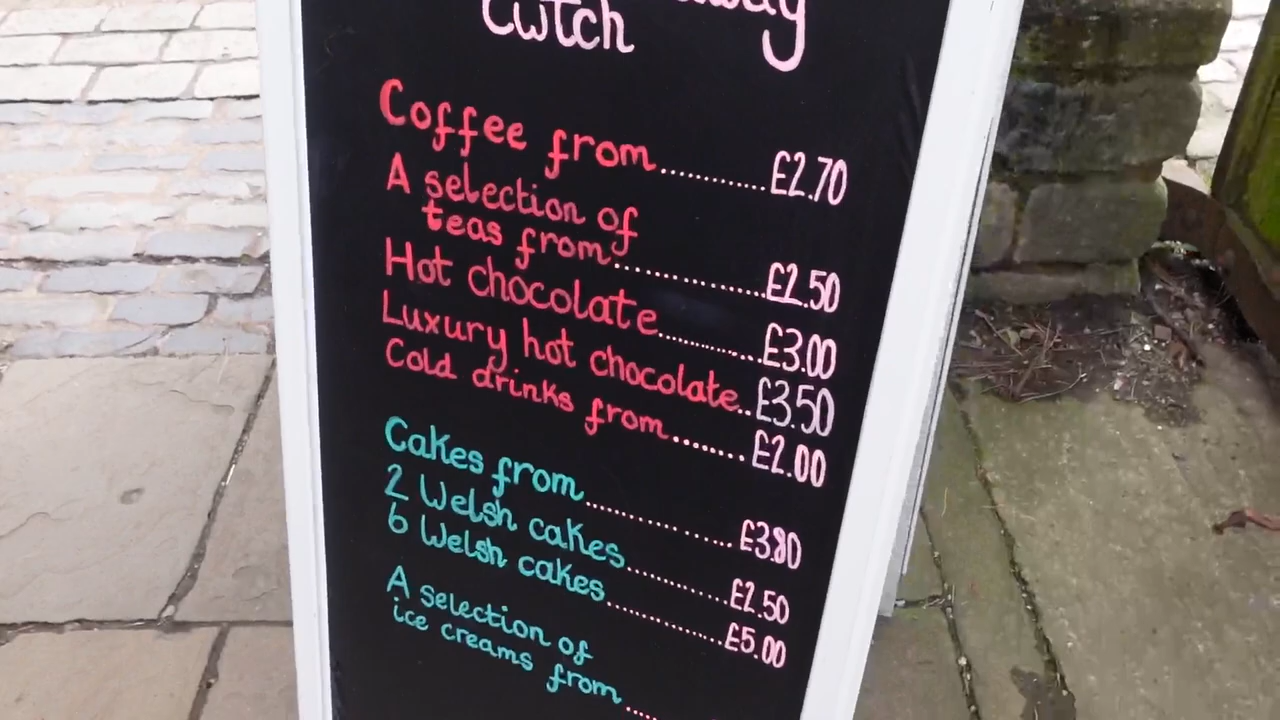 Cwtch
Coffee from..........£2.70
A selection of
teas from..............£2.50
Hot chocolate............£3.00
Luxury hot chocolate..£3.50
Cold drinks from.......£2.00
Cakes from..............£3.80
2 Welsh cakes...........£2.50
6 Welsh cakes.............£5.00
A selection of
ice creams from.....